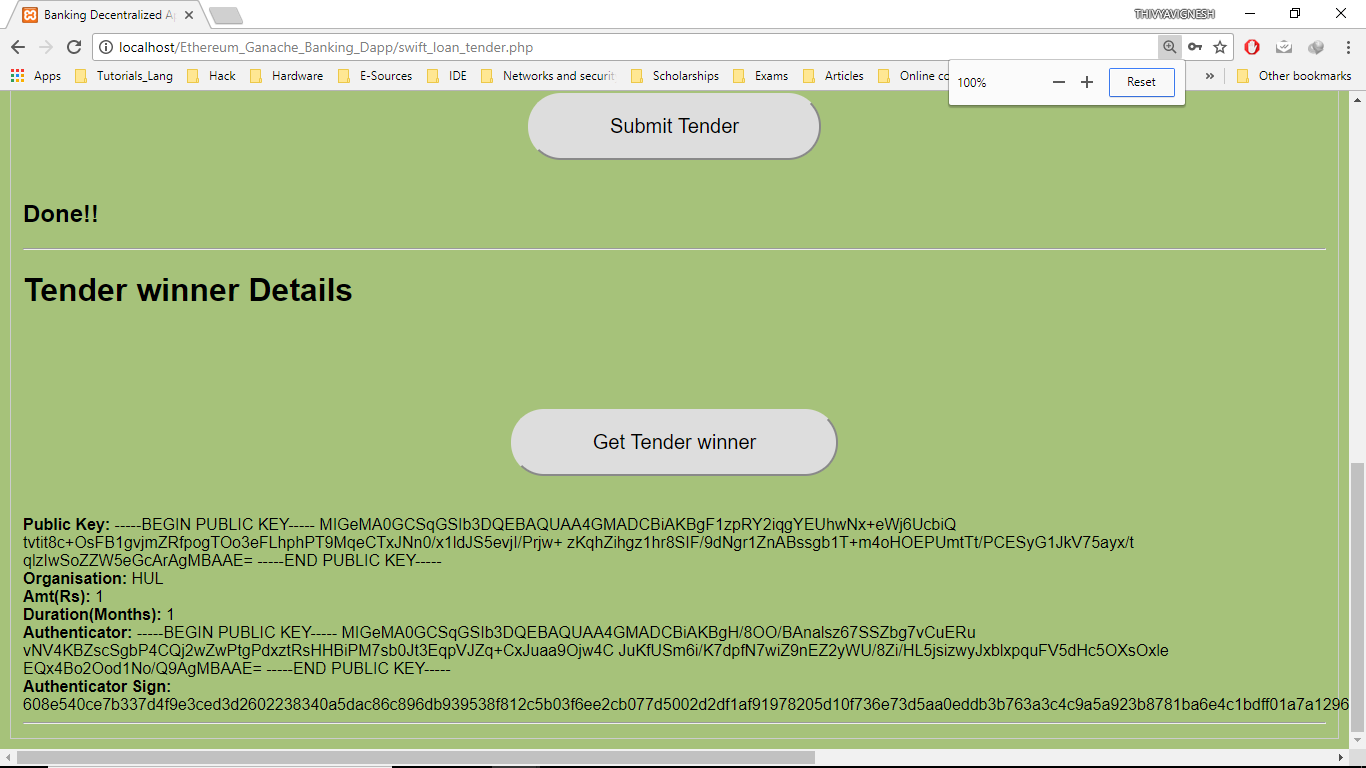 Banking Decentralized Ap
THIVYAVIGNESH
localhost/Ethereum_Ganache_Banking_Dapp/swift_loan_tender.php
Apps Tutorials_Lang Hack Hardware E-Sources IDE Networks and securit Scholarships Exams Articles Online co » Other bookmarks
100% Reset
Submit Tender
Done!!
Tender winner Details
Get Tender winner
Public Key: -----BEGIN PUBLIC KEY----- MIGeMA0GCSqGSIb3DQEBAQUAA4GMADCBiAKBgF1zpRY2iqgYEUhwNx+eWj6UcbiQ
tvtit8c+OsFB1gvjmZRfpogTOo3eFLhphPT9MqeCTxJNn0/x1ldJS5evjI/Prjw+ zKqhZihgz1hr8SIF/9dNgr1ZnABssgb1T+m4oHOEPUmtTt/PCESyG1JkV75ayx/t
qlzlwSoZZW5eGcArAgMBAAE= -----END PUBLIC KEY-----
Organisation: HUL
Amt(Rs): 1
Duration(Months): 1
Authenticator: -----BEGIN PUBLIC KEY----- MIGeMA0GCSqGSIb3DQEBAQUAA4GMADCBiAKBgH/8OO/BAnalsz67SSZbg7vCuERu
vNV4KBZscSgbP4CQj2wZwPtgPdxztRsHHBiPM7sb0Jt3EqpVJZq+CxJuaa9Ojw4C JuKfUSm6i/K7dpfN7wiZ9nEZ2yWU/8Zi/HL5jsizwyJxblxpquFV5dHc5OXsOxle
EQx4Bo2Ood1No/Q9AgMBAAE= -----END PUBLIC KEY-----
Authenticator Sign:
608e540ce7b337d4f9e3ced3d2602238340a5dac86c896db939538f812c5b03f6ee2cb077d5002d2df1af91978205d10f736e73d5aa0eddb3b763a3c4c9a5a923b8781ba6e4c1bdff01a7a1296